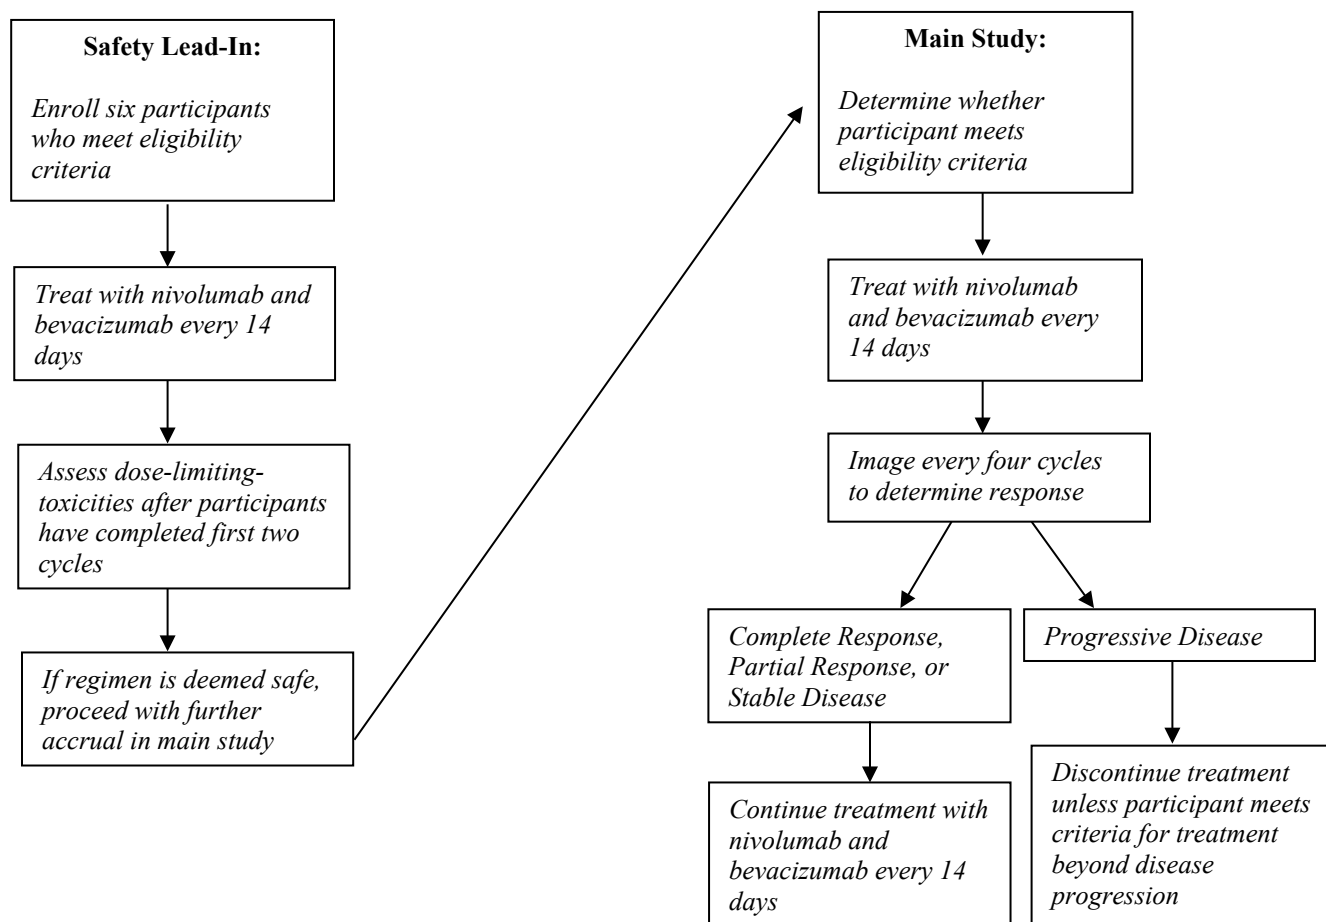 Safety Lead-In:
Enroll six participants
who meet eligibility
criteria
Treat with nivolumab and
bevacizumab every 14
days
Assess dose-limiting-
toxicities after participants
have completed first two
cycles
If regimen is deemed safe,
proceed with further
accrual in main study
Main Study:
Determine whether
participant meets
eligibility criteria
Treat with nivolumab
and bevacizumab every
14 days
Image every four cycles
to determine response
Complete Response,
Partial Response, or
Stable Disease
Continue treatment with
nivolumab and
bevacizumab every 14
days
Progressive Disease
Discontinue treatment
unless participant meets
criteria for treatment
beyond disease
progression